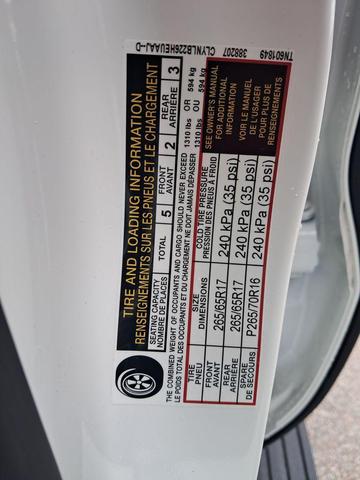 TN601849 388207 CLYNLB226HEUAAJ-D
TIRE AND LOADING INFORMATION
RENSEIGNEMENTS SUR LES PNEUS ET LE CHARGEMENT
SEATING CAPACITY
NOMBRE DE PLACES
TOTAL 5
FRONT
AVANT 2
REAR
ARRIÈRE 3
THE COMBINED WEIGHT OF OCCUPANTS AND CARGO SHOULD NEVER EXCEED 1310 lbs OR 594 kg
LE POIDS TOTAL DES OCCUPANTS ET DU CHARGEMENT NE DOIT JAMAIS DÉPASSER 1310 lbs OU 594 kg
TIRE
PNEU
SIZE
DIMENSIONS
COLD TIRE PRESSURE
PRESSION DES PNEUS À FROID
FRONT
AVANT 265/65R17 240 kPa (35 psi)
REAR
ARRIÈRE 265/65R17 240 kPa (35 psi)
SPARE
DE SECOURS P265/70R16 240 kPa (35 psi)
SEE OWNER'S MANUAL
FOR ADDITIONAL
INFORMATION
VOIR LE MANUEL
DE L'USAGER
POUR PLUS DE
RENSEIGNEMENTS